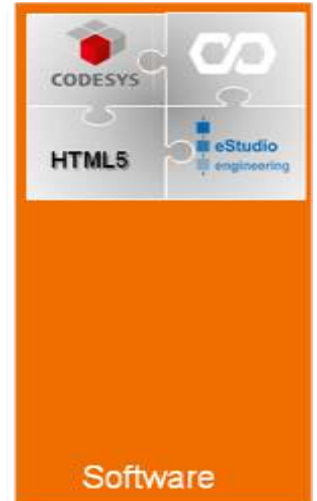 CODESYS
HTML5
eStudio
engineering
Software